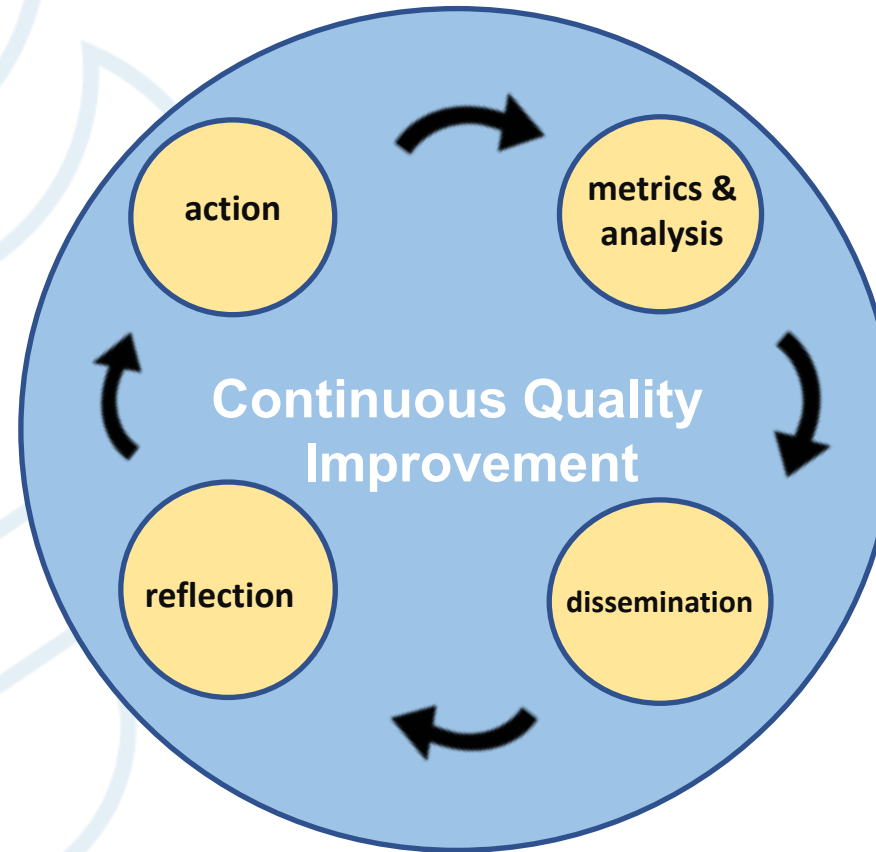 action
metrics &
analysis
Continuous Quality
Improvement
reflection
dissemination